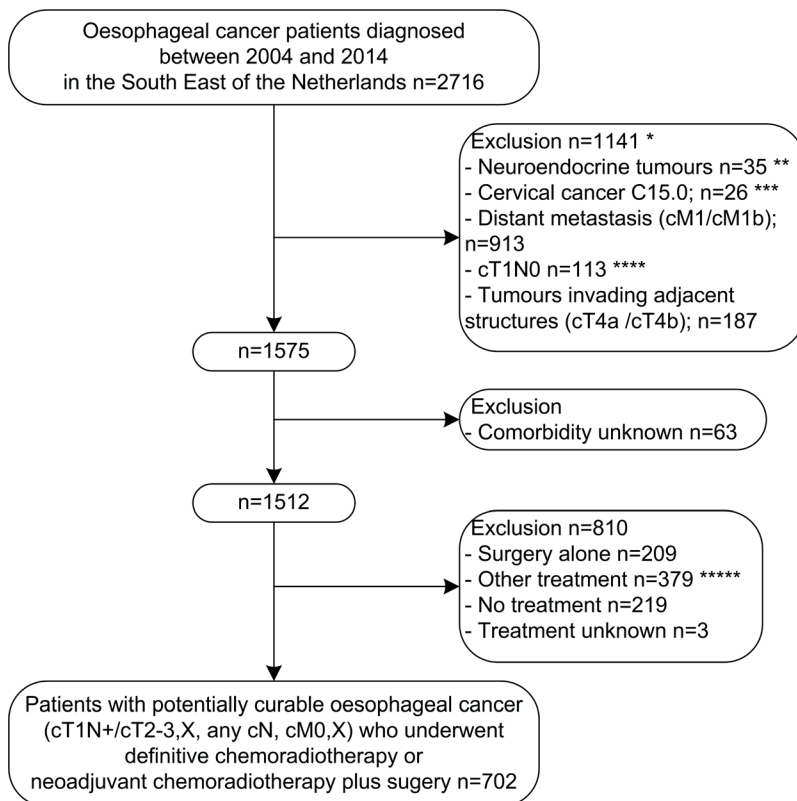 Oesophageal cancer patients diagnosed
between 2004 and 2014
in the South East of the Netherlands n=2716
Exclusion n=1141 *
- Neuroendocrine tumours n=35 **
- Cervical cancer C15.0; n=26 ***
- Distant metastasis (cM1/cM1b);
n=913
- cT1N0 n=113 ****
- Tumours invading adjacent
structures (cT4a /cT4b); n=187
n=1575
Exclusion
- Comorbidity unknown n=63
n=1512
Exclusion n=810
- Surgery alone n=209
- Other treatment n=379 *****
- No treatment n=219
- Treatment unknown n=3
Patients with potentially curable oesophageal cancer
(cT1N+/cT2-3,X, any cN, cM0,X) who underwent
definitive chemoradiotherapy or
neoadjuvant chemoradiotherapy plus sugery n=702